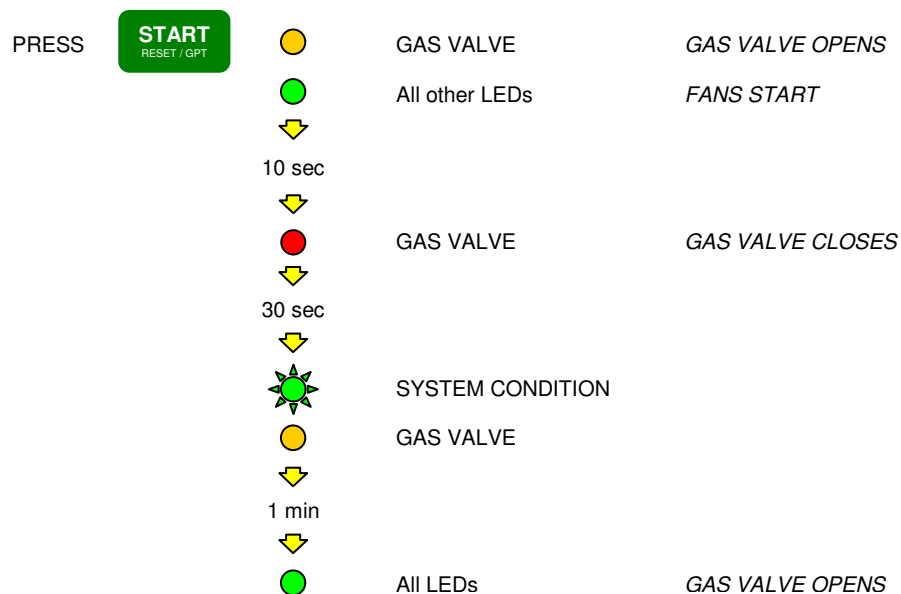 PRESS START RESET / GPT GAS VALVE GAS VALVE OPENS
All other LEDs FANS START
10 sec
GAS VALVE GAS VALVE CLOSES
30 sec
SYSTEM CONDITION
GAS VALVE
1 min
All LEDs GAS VALVE OPENS